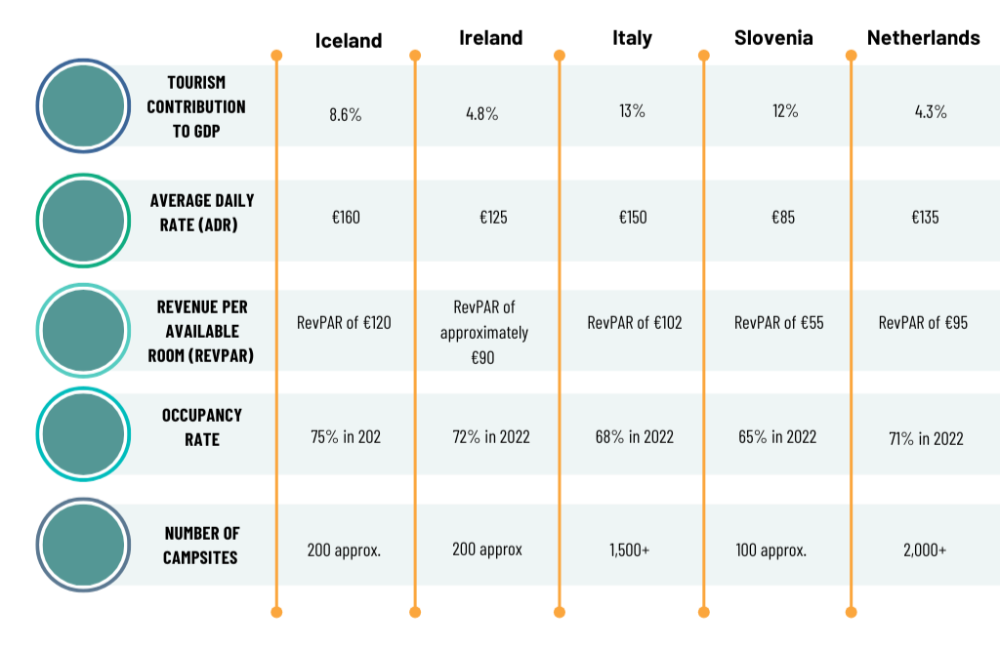 Iceland Ireland Italy Slovenia Netherlands
TOURISM
CONTRIBUTION
TO GDP
8.6% 4.8% 13% 12% 4.3%
AVERAGE DAILY
RATE (ADR)
€160 €125 €150 €85 €135
REVENUE PER
AVAILABLE
ROOM (REVPAR)
RevPAR of €120
RevPAR of
approximately
€90
RevPAR of €102 RevPAR of €55 RevPAR of €95
OCCUPANCY
RATE
75% in 202 72% in 2022 68% in 2022 65% in 2022 71% in 2022
NUMBER OF
CAMPSITES
200 approx. 200 approx 1,500+ 100 approx. 2,000+